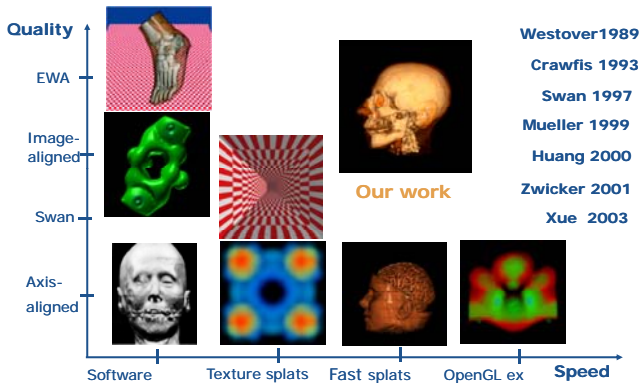 Quality
EWA
Image-
aligned
Swan
Axis-
aligned
Software
Texture splats
Fast splats
OpenGL ex
Speed
Our work
Westover1989
Crawfis 1993
Swan 1997
Mueller 1999
Huang 2000
Zwicker 2001
Xue 2003